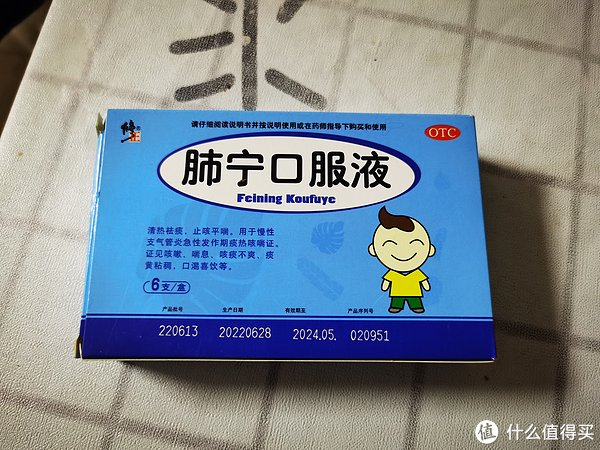 请仔细阅读说明书并按说明使用或在药师指导下购买和使用
修正
OTC
肺宁口服液
Feining Koufuye
清热祛痰、止咳平喘。用于慢性
支气管炎急性发作期痰热咳喘证。
证见咳嗽、喘息、咳痰不爽、痰
黄粘稠、口渴喜饮等。
6支/盒
产品批号 生产日期 有效期至 产品序列号
220613 20220628 2024.05. 020951
值 什么值得买